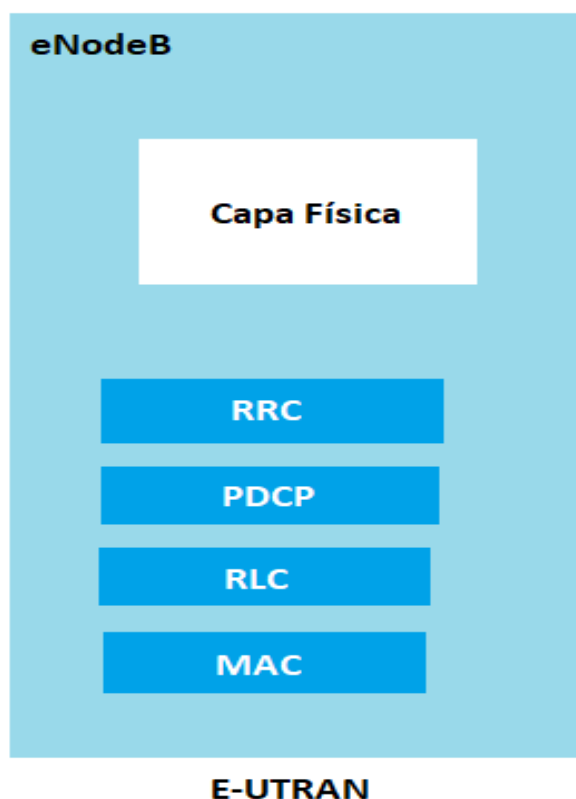 eNodeB
Capa Física
RRC
PDCP
RLC
MAC
E-UTRAN